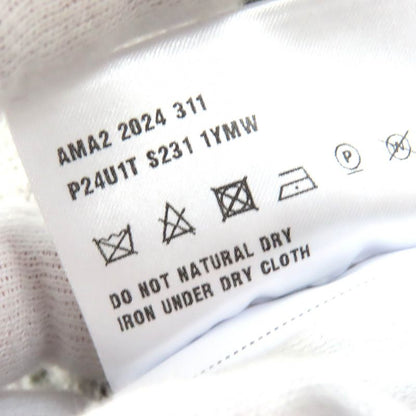 AMA2 2024 311
P24U1T S231 1YMW
P
W
DO NOT NATURAL DRY
IRON UNDER DRY CLOTH